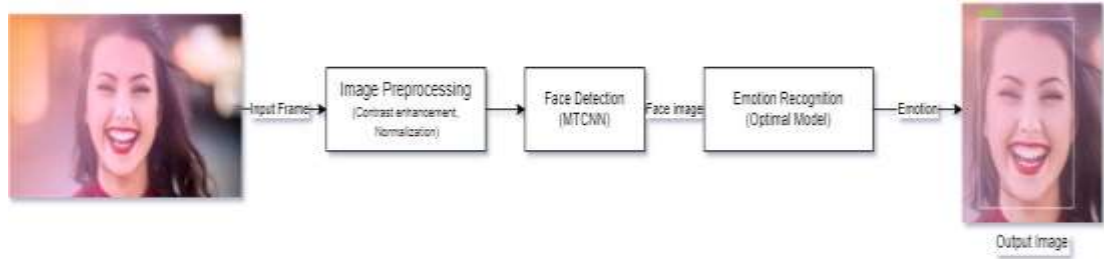 Input Frame
Image Preprocessing
(Contrast enhancement,
Normalization)
Face Detection
(MTCNN)
Face image
Emotion Recognition
(Optimal Model)
Emotion
Output Image